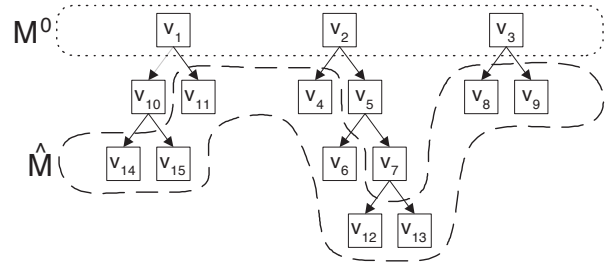 M⁰ v₁ v₂ v₃
v₁₀ v₁₁ v₄ v₅ v₈ v₉
M̂ v₁₄ v₁₅ v₆ v₇
v₁₂ v₁₃